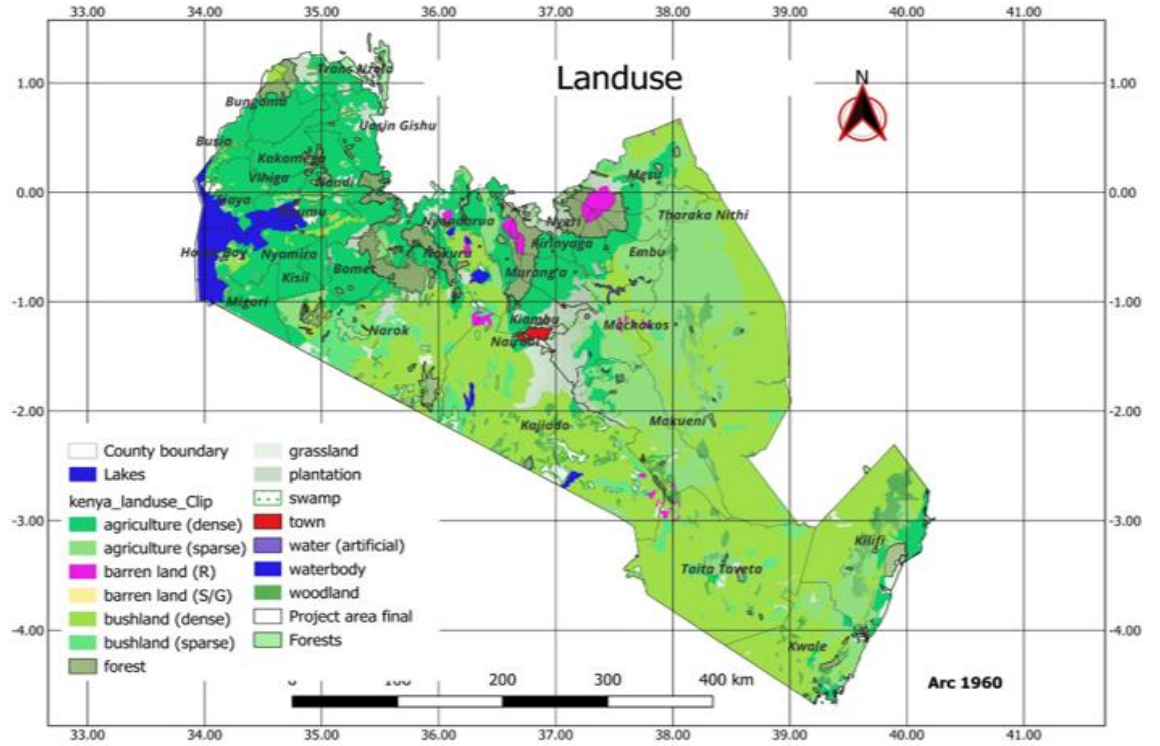 33.00 34.00 35.00 36.00 37.00 38.00 39.00 40.00 41.00
Landuse
N
1.00 1.00
0.00 0.00
-1.00 -1.00
-2.00 -2.00
-3.00 -3.00
-4.00 -4.00
Trans Nzoia
Bungoma
Uasin Gishu
Busia
Kakamega
Vihiga
Nandi
Meru
Siaya
Kisumu
Nyandarua
Nyeri
Tharaka Nithi
Homa Bay
Nyamira
Nakuru
Kirinyaga
Embu
Kisii
Bomet
Murang'a
Migori
Narok
Kiambu
Machakos
Nairobi
Kajiado
Makueni
Kilifi
Taita Taveta
Kwale
County boundary
Lakes
kenya_landuse_Clip
agriculture (dense)
agriculture (sparse)
barren land (R)
barren land (S/G)
bushland (dense)
bushland (sparse)
forest
grassland
plantation
swamp
town
water (artificial)
waterbody
woodland
Project area final
Forests
0 100 200 300 400 km
Arc 1960
33.00 34.00 35.00 36.00 37.00 38.00 39.00 40.00 41.00